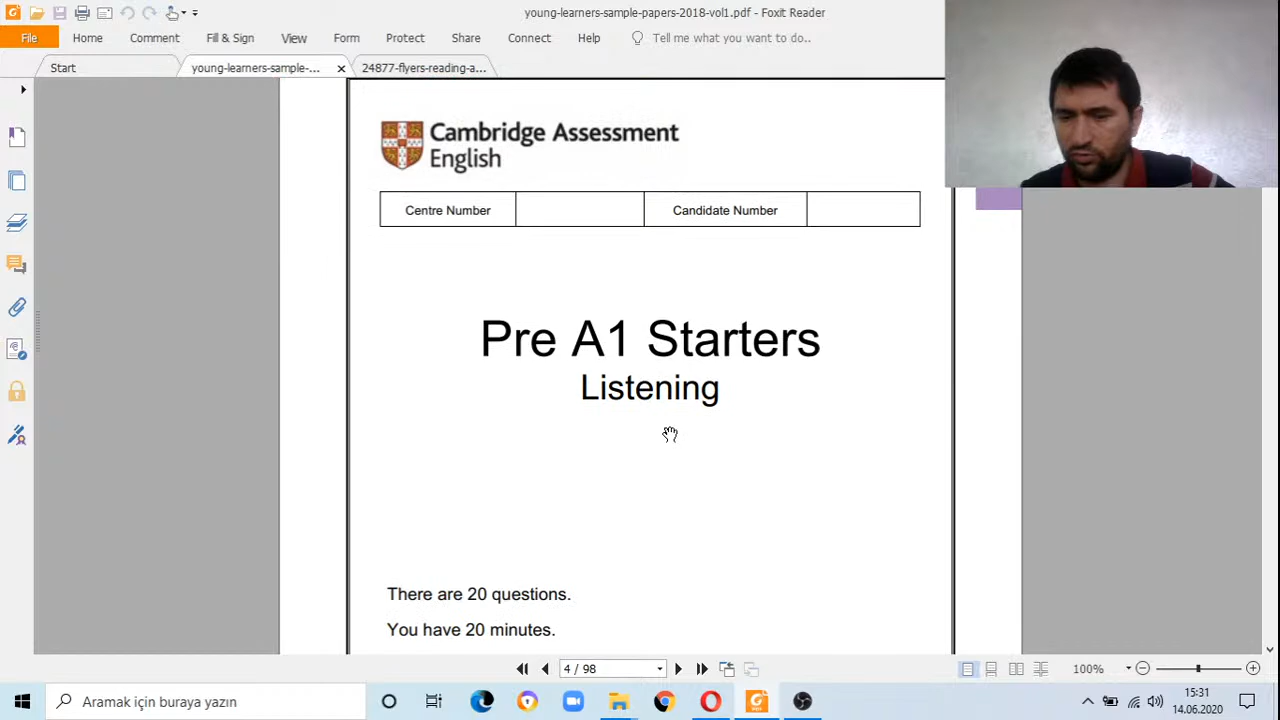 young-learners-sample-papers-2018-vol1.pdf - Foxit Reader
File Home Comment Fill & Sign View Form Protect Share Connect Help Tell me what you want to do..
Start young-learners-sample-... 24877-flyers-reading-a...
Cambridge Assessment
English
Centre Number Candidate Number
Pre A1 Starters
Listening
There are 20 questions.
You have 20 minutes.
4 / 98 100%
Aramak için buraya yazın
15:31
14.06.2020